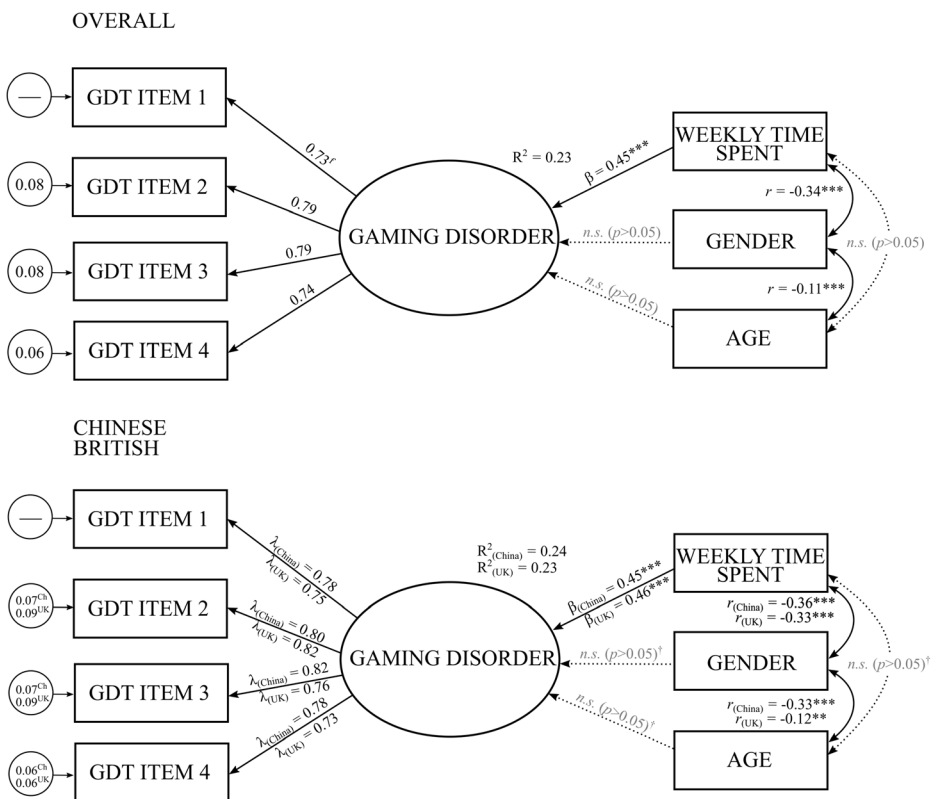 OVERALL
—
GDT ITEM 1
0.08
GDT ITEM 2
0.08
GDT ITEM 3
0.06
GDT ITEM 4
0.73ᶠ
0.79
0.79
0.74
GAMING DISORDER
R² = 0.23
β = 0.45***
n.s. (p>0.05)
n.s. (p>0.05)
WEEKLY TIME
SPENT
GENDER
AGE
r = -0.34***
n.s. (p>0.05)
r = -0.11***
CHINESE
BRITISH
—
GDT ITEM 1
0.07Ch
0.09UK
GDT ITEM 2
0.07Ch
0.09UK
GDT ITEM 3
0.06Ch
0.06UK
GDT ITEM 4
λ(China) = 0.78
λ(UK) = 0.75
λ(China) = 0.80
λ(UK) = 0.82
λ(China) = 0.82
λ(UK) = 0.76
λ(China) = 0.78
λ(UK) = 0.73
GAMING DISORDER
R²(China) = 0.24
R²(UK) = 0.23
β(China) = 0.45***
β(UK) = 0.46***
n.s. (p>0.05)†
n.s. (p>0.05)†
WEEKLY TIME
SPENT
GENDER
AGE
r(China) = -0.36***
r(UK) = -0.33***
n.s. (p>0.05)†
r(China) = -0.33***
r(UK) = -0.12**